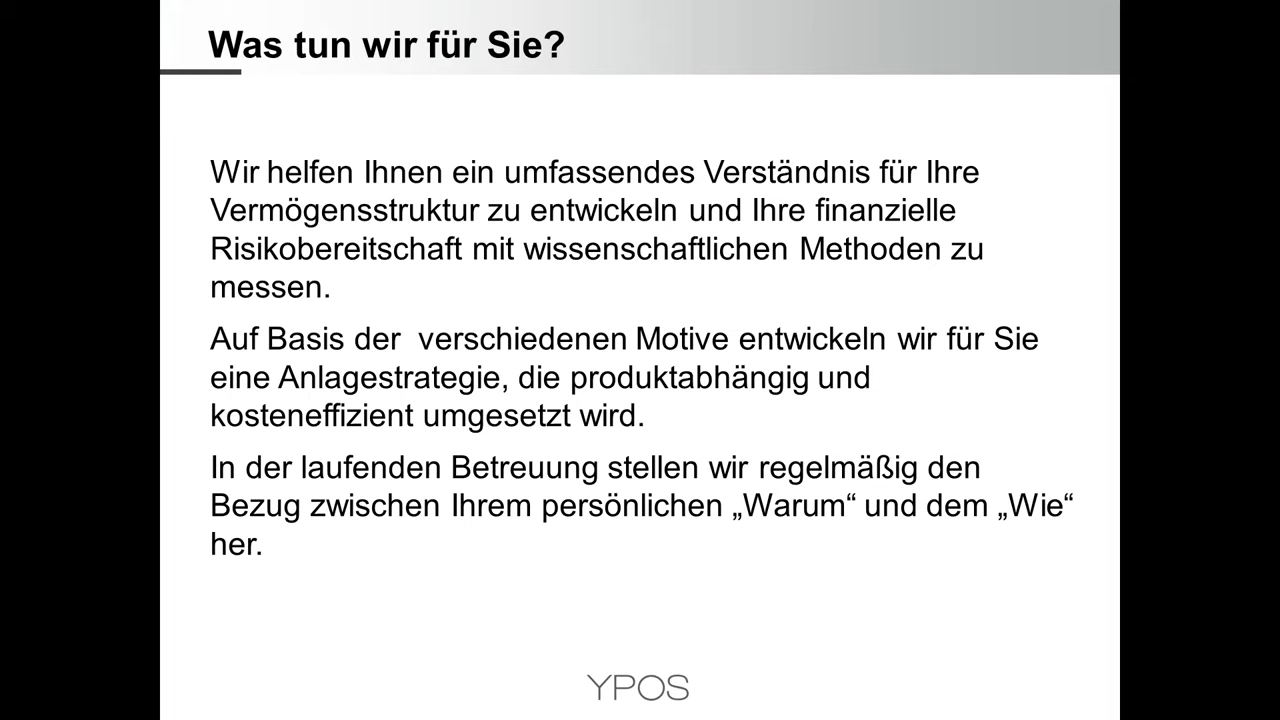 Was tun wir für Sie?
Wir helfen Ihnen ein umfassendes Verständnis für Ihre
Vermögensstruktur zu entwickeln und Ihre finanzielle
Risikobereitschaft mit wissenschaftlichen Methoden zu
messen.
Auf Basis der  verschiedenen Motive entwickeln wir für Sie
eine Anlagestrategie, die produktabhängig und
kosteneffizient umgesetzt wird.
In der laufenden Betreuung stellen wir regelmäßig den
Bezug zwischen Ihrem persönlichen „Warum“ und dem „Wie“
her.
YPOS